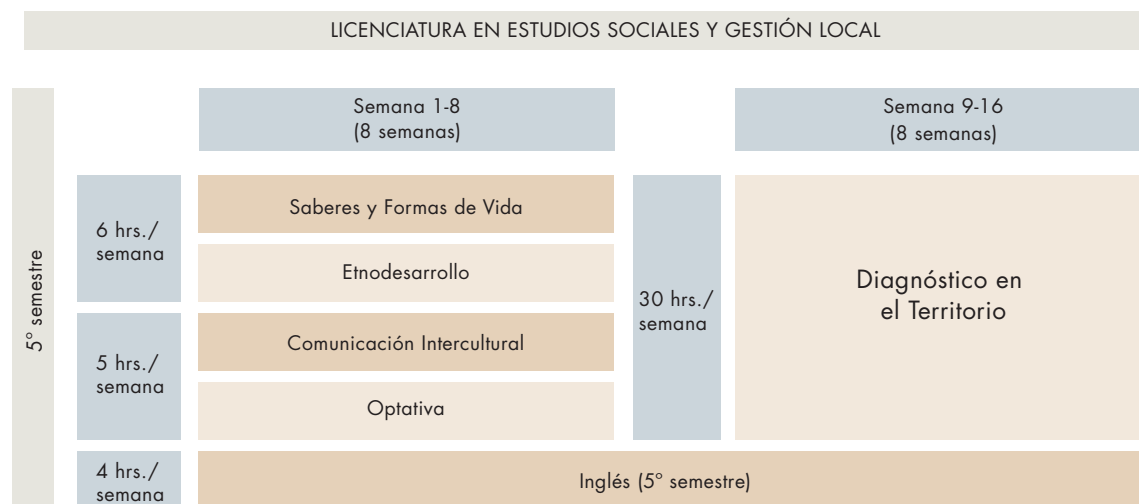 LICENCIATURA EN ESTUDIOS SOCIALES Y GESTIÓN LOCAL
5º semestre
Semana 1-8
(8 semanas)
Semana 9-16
(8 semanas)
6 hrs./
semana
Saberes y Formas de Vida
Etnodesarrollo
5 hrs./
semana
Comunicación Intercultural
Optativa
30 hrs./
semana
Diagnóstico en
el Territorio
4 hrs./
semana
Inglés (5º semestre)